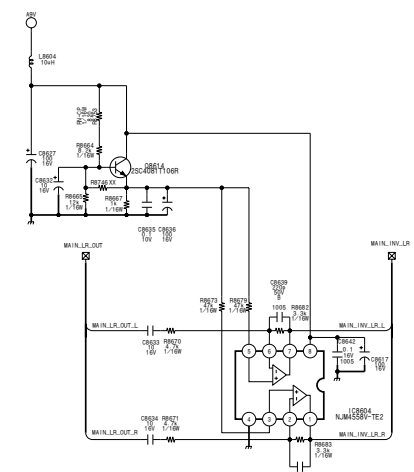 A9V
L8604
10uH
RN-CP
1/16W
R8664
8.2k
1/16W
C8627
100
16V
C8632
10
16V
Q8614
2SC4081T106R
R8746 XX
R8665
12k
1/16W
R8667
1k
1/16W
C8635
0.1
10V
C8636
100
16V
MAIN_LR_OUT
MAIN_INV_LR
R8673
47k
1/16W
R8679
47k
1/16W
C8639
220p
50V
B
1005
R8682
3.3k
1/16W
MAIN_LR_OUT_L
C8633
10
16V
R8670
4.7k
1/16W
MAIN_INV_LR_L
C8642
0.1
16V
1005
C8617
100
16V
5
6
7
8
4
3
2
1
IC8604
NJM4558V-TE2
MAIN_LR_OUT_R
C8634
10
16V
R8671
4.7k
1/16W
MAIN_INV_LR_R
R8683
3.3k
1/16W